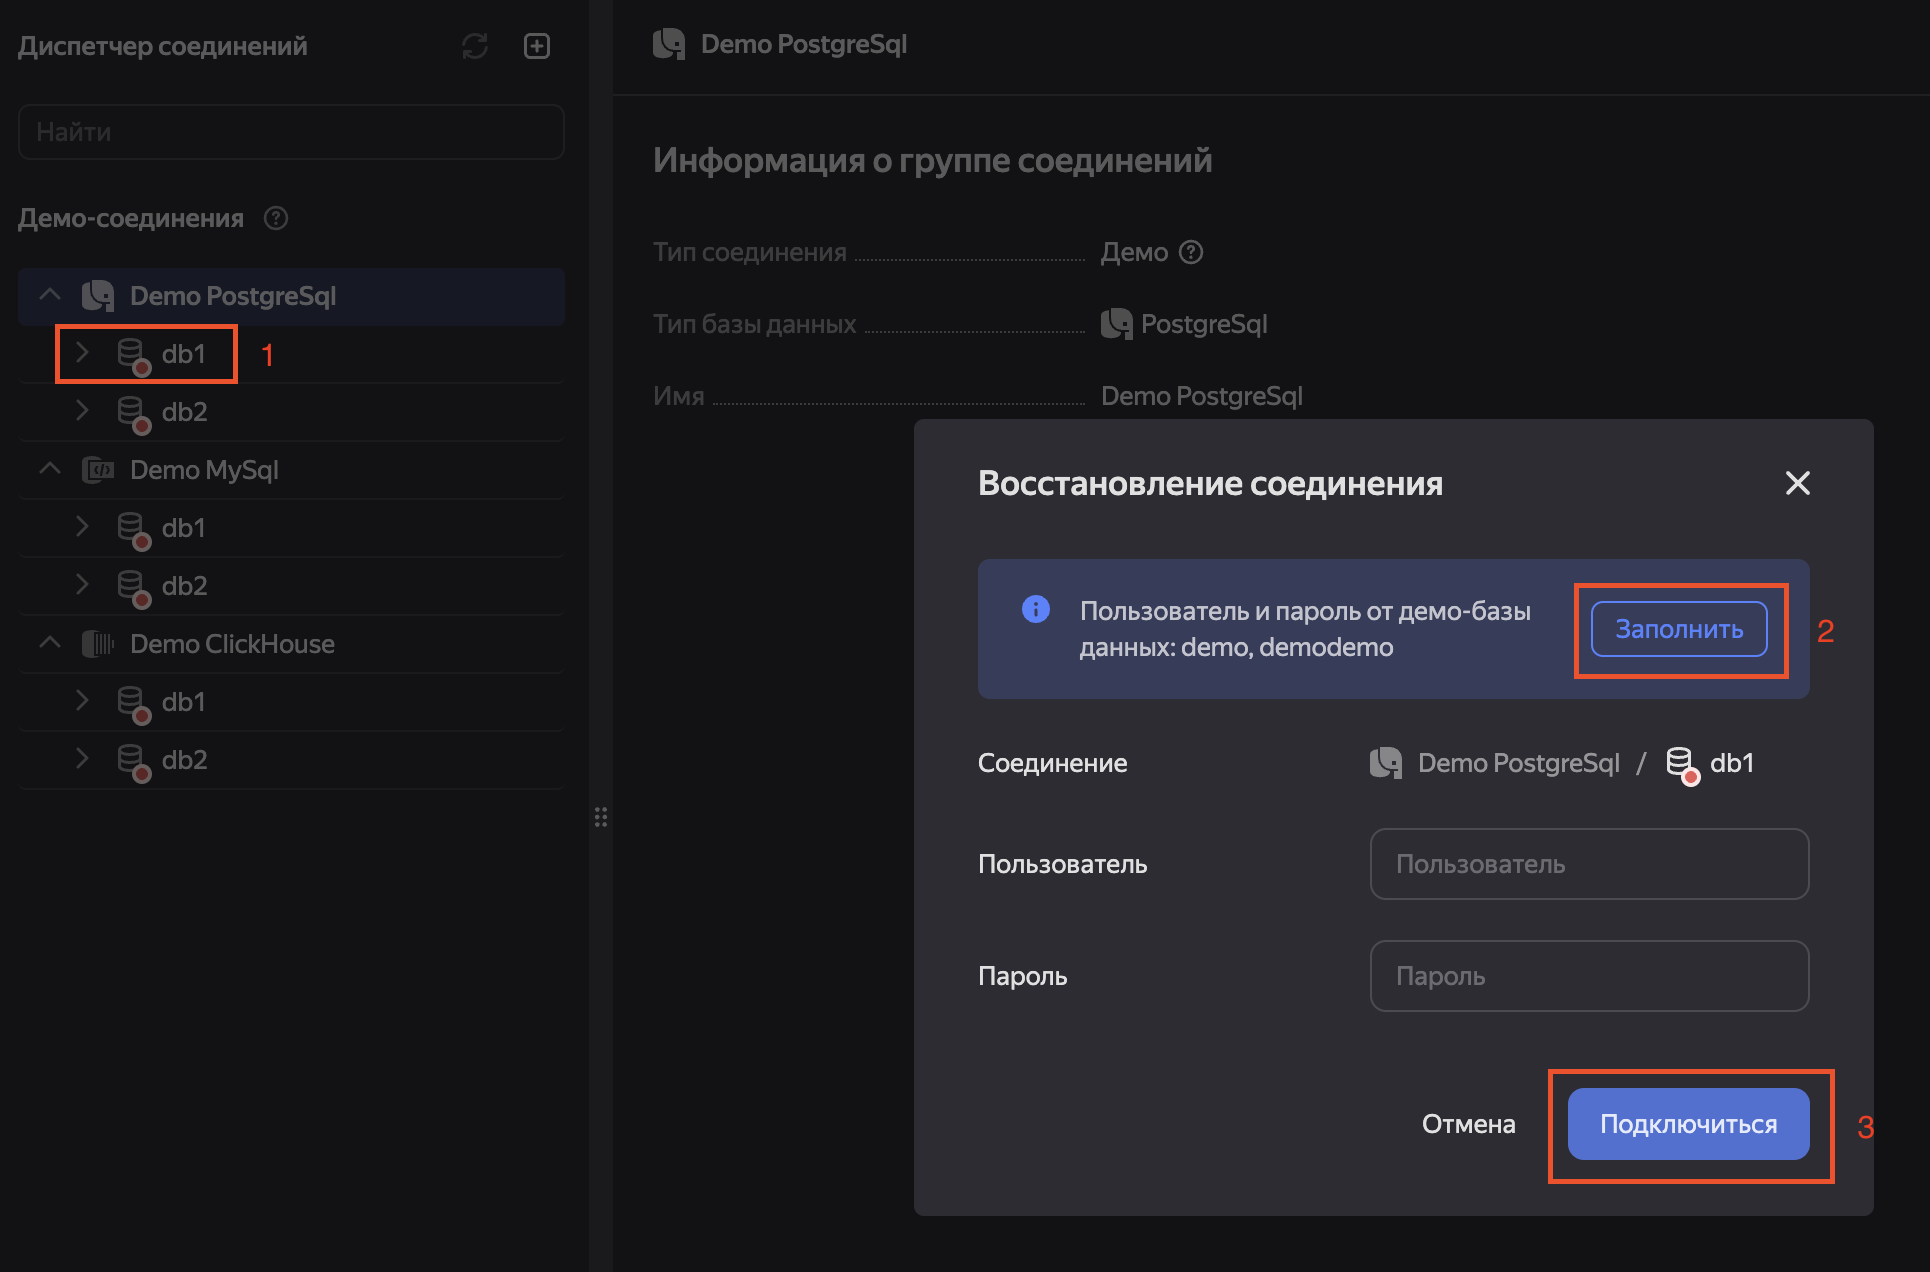 Диспетчер соединений
Найти
Демо-соединения
Demo PostgreSql
db1
1
db2
Demo MySql
db1
db2
Demo ClickHouse
db1
db2
Demo PostgreSql
Информация о группе соединений
Тип соединения Демо
Тип базы данных PostgreSql
Имя Demo PostgreSql
Восстановление соединения
Пользователь и пароль от демо-базы
данных: demo, demodemo
Заполнить
2
Соединение Demo PostgreSql / db1
Пользователь Пользователь
Пароль Пароль
Отмена Подключиться
3